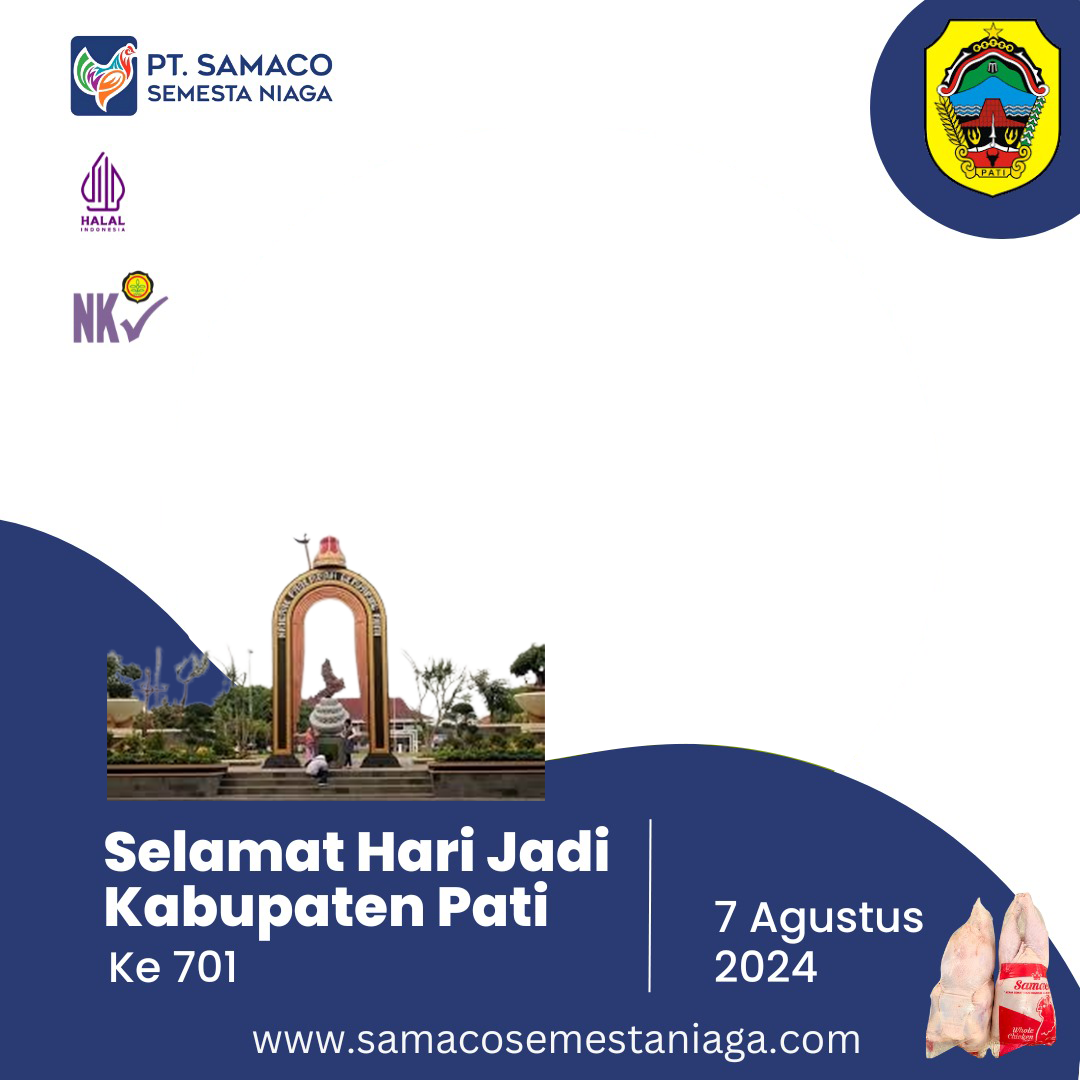 PT. SAMACO
SEMESTA NIAGA
PATI
HALAL
INDONESIA
NK
Selamat Hari Jadi
Kabupaten Pati
Ke 701
7 Agustus
2024
Whole
Chicken
www.samacosemestaniaga.com